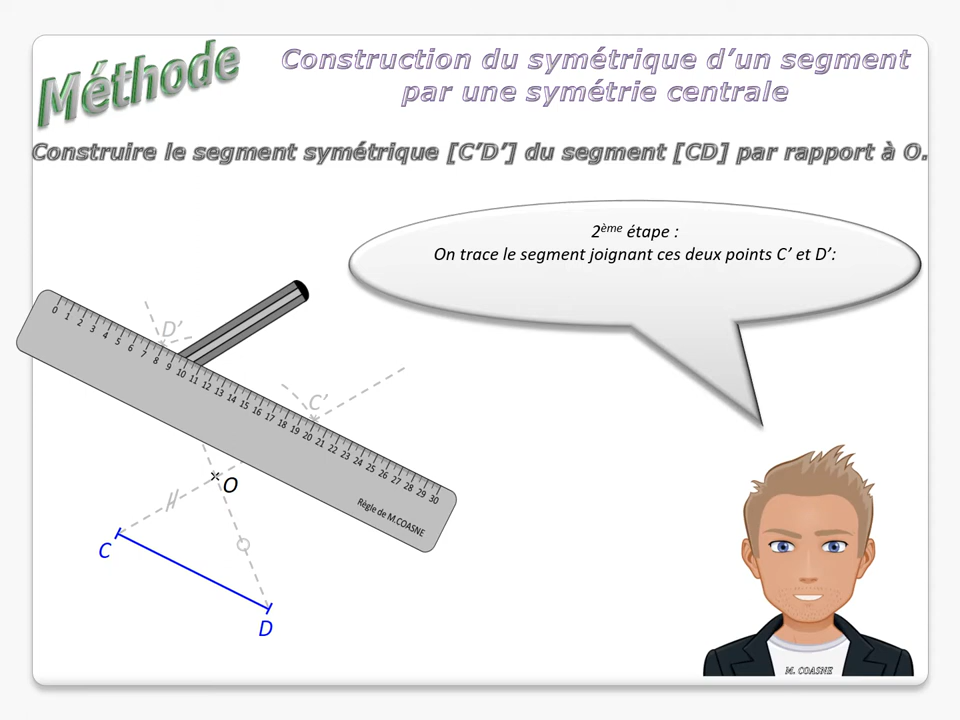 Méthode
Construction du symétrique d’un segment
par une symétrie centrale
Construire le segment symétrique [C’D’] du segment [CD] par rapport à O.
2ème étape :
On trace le segment joignant ces deux points C’ et D’:
D’
0 1 2 3 4 5 6 7 8 9 10 11 12 13 14 15 16 17 18 19 20 21 22 23 24 25 26 27 28 29 30
C’
O
Règle de M.COASNE
C
D
M. COASNE